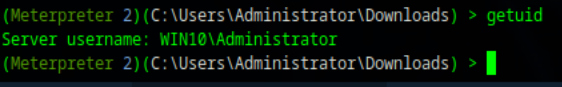 (Meterpreter 2)(C:\Users\Administrator\Downloads) > getuid
Server username: WIN10\Administrator
(Meterpreter 2)(C:\Users\Administrator\Downloads) >